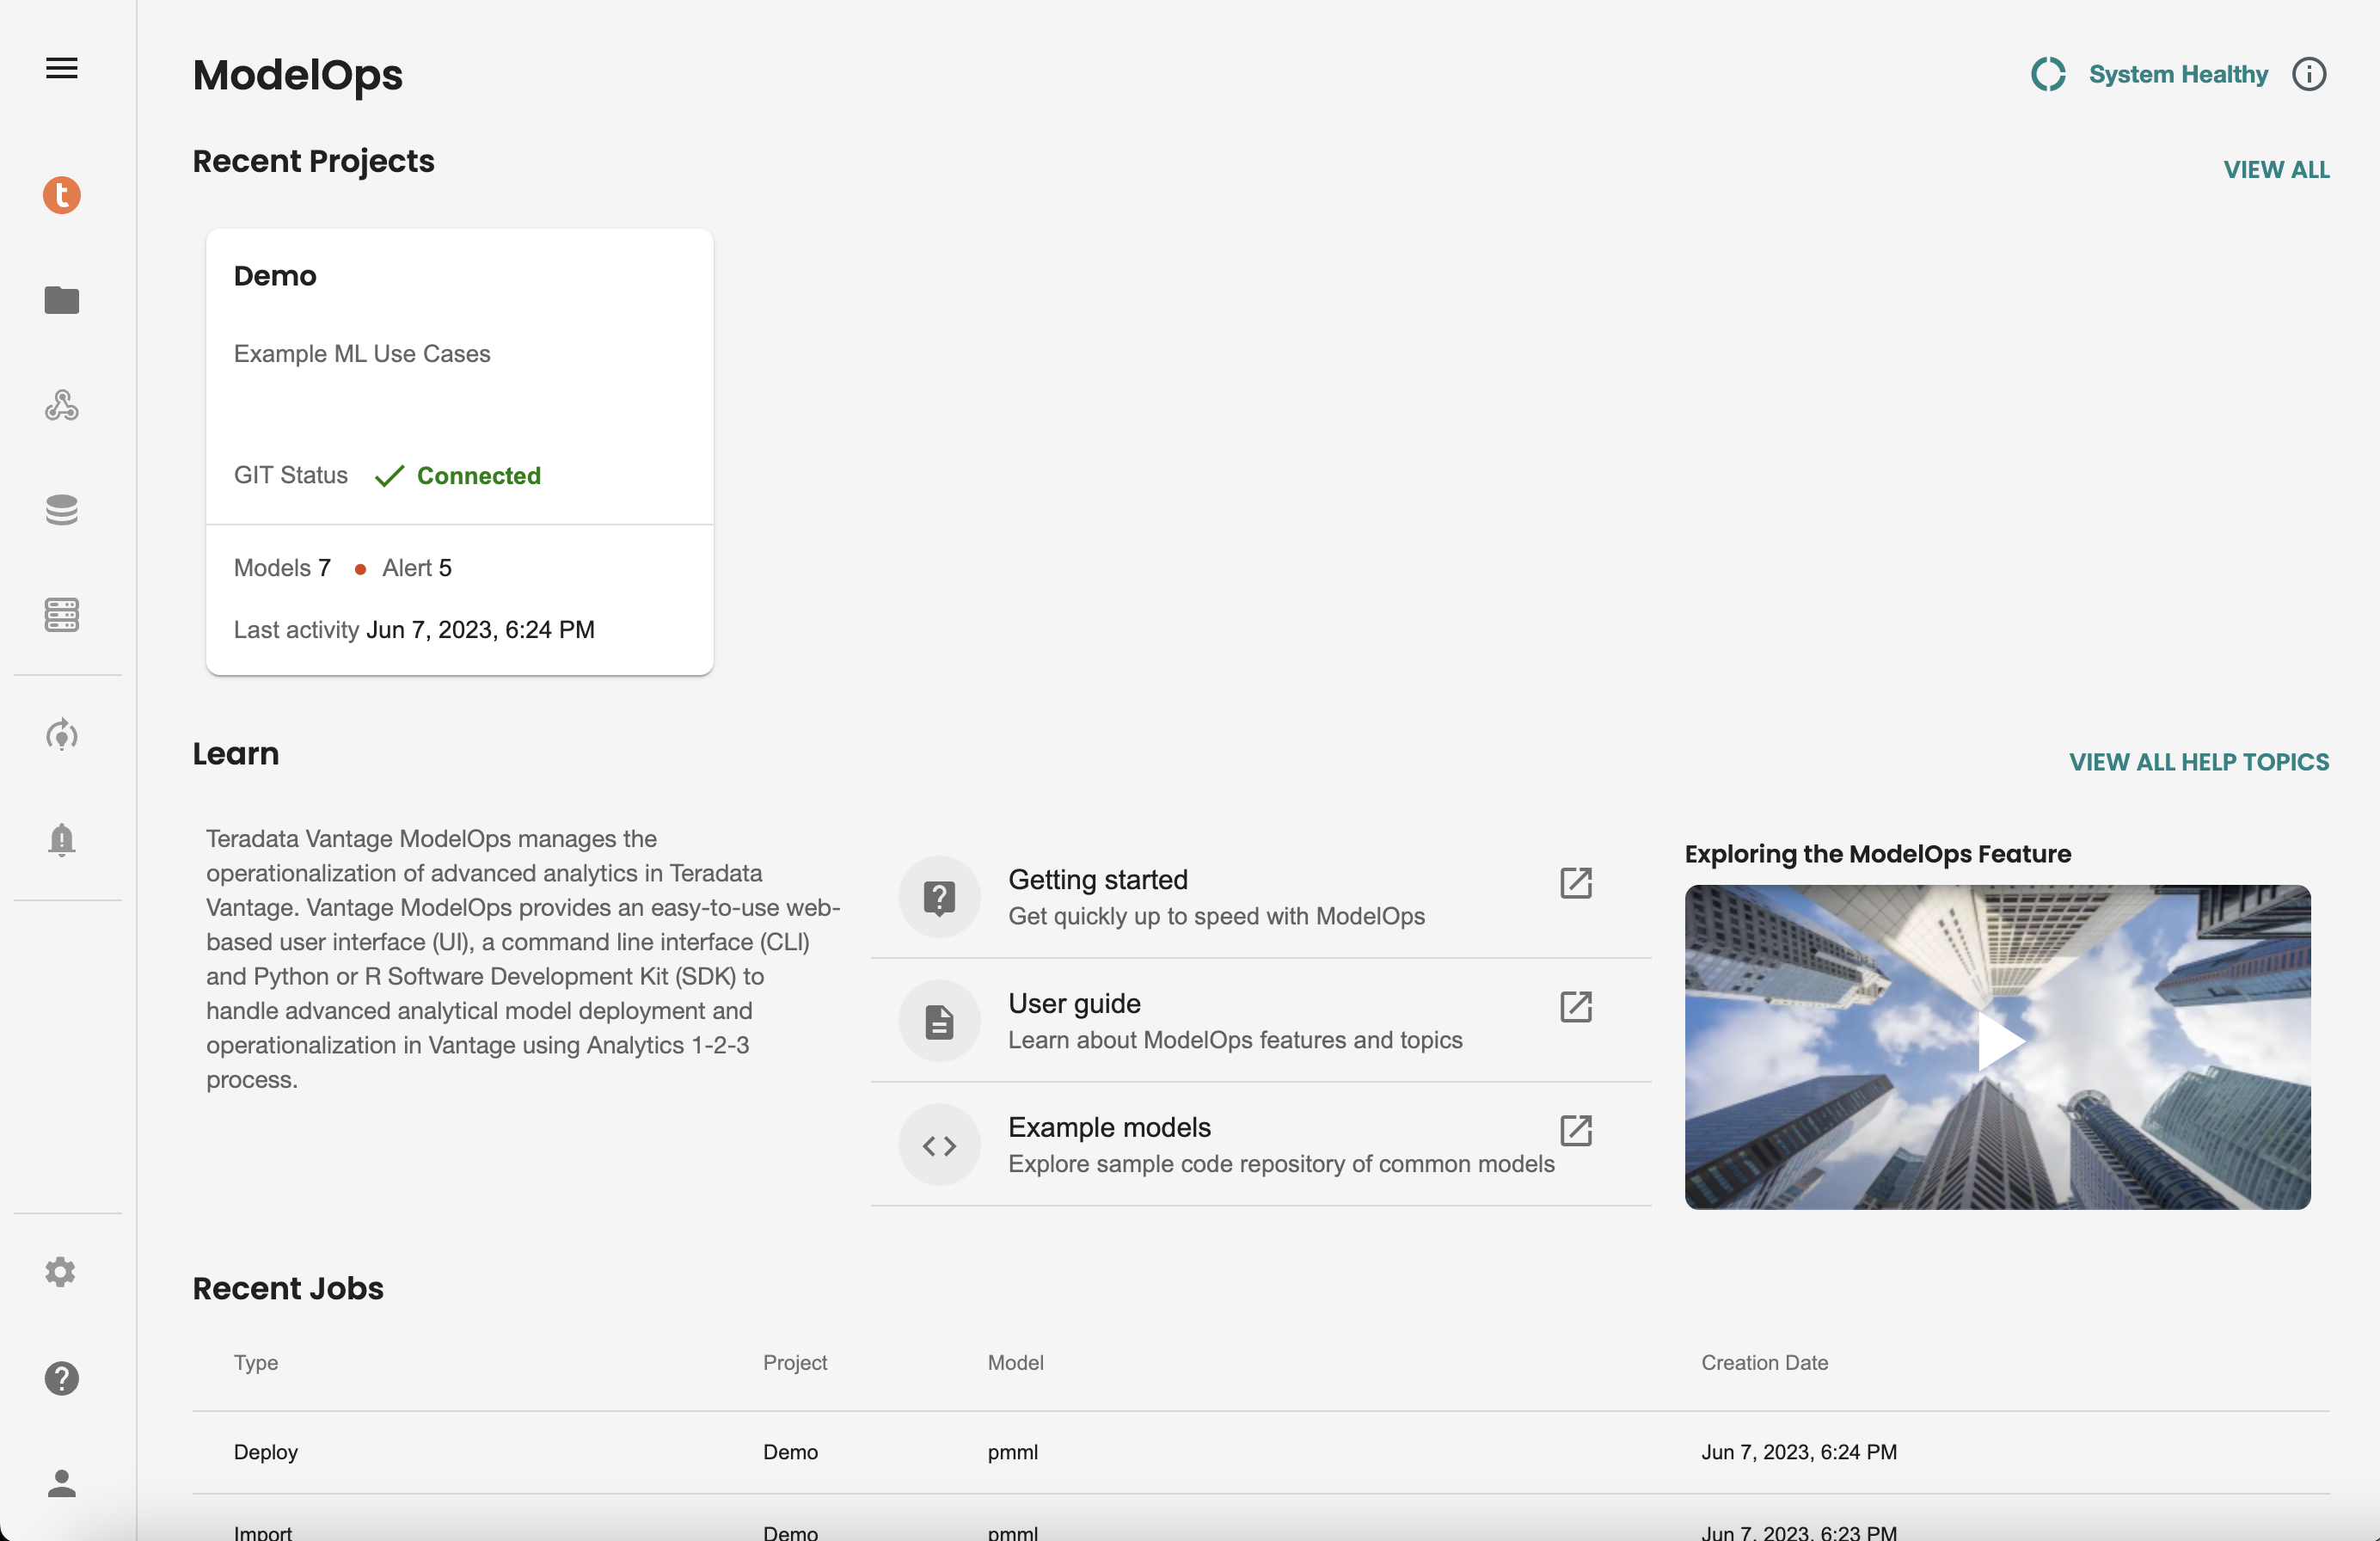 ModelOps
System Healthy
Recent Projects
VIEW ALL
Demo
Example ML Use Cases
GIT Status Connected
Models 7 Alert 5
Last activity Jun 7, 2023, 6:24 PM
Learn
VIEW ALL HELP TOPICS
Teradata Vantage ModelOps manages the
operationalization of advanced analytics in Teradata
Vantage. Vantage ModelOps provides an easy-to-use web-
based user interface (UI), a command line interface (CLI)
and Python or R Software Development Kit (SDK) to
handle advanced analytical model deployment and
operationalization in Vantage using Analytics 1-2-3
process.
Getting started
Get quickly up to speed with ModelOps
User guide
Learn about ModelOps features and topics
Example models
Explore sample code repository of common models
Exploring the ModelOps Feature
Recent Jobs
Type Project Model Creation Date
Deploy Demo pmml Jun 7, 2023, 6:24 PM
Import Demo pmml Jun 7, 2023, 6:23 PM